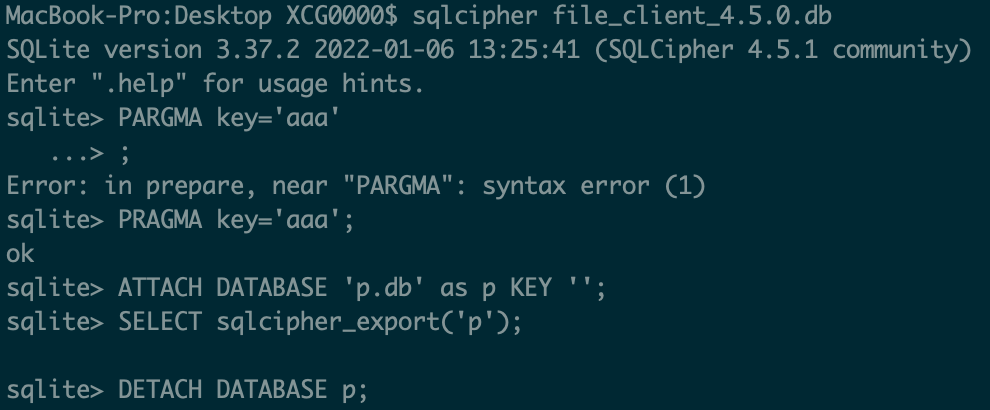 MacBook-Pro:Desktop XCG0000$ sqlcipher file_client_4.5.0.db
SQLite version 3.37.2 2022-01-06 13:25:41 (SQLCipher 4.5.1 community)
Enter ".help" for usage hints.
sqlite> PARGMA key='aaa'
   ...> ;
Error: in prepare, near "PARGMA": syntax error (1)
sqlite> PRAGMA key='aaa';
ok
sqlite> ATTACH DATABASE 'p.db' as p KEY '';
sqlite> SELECT sqlcipher_export('p');

sqlite> DETACH DATABASE p;